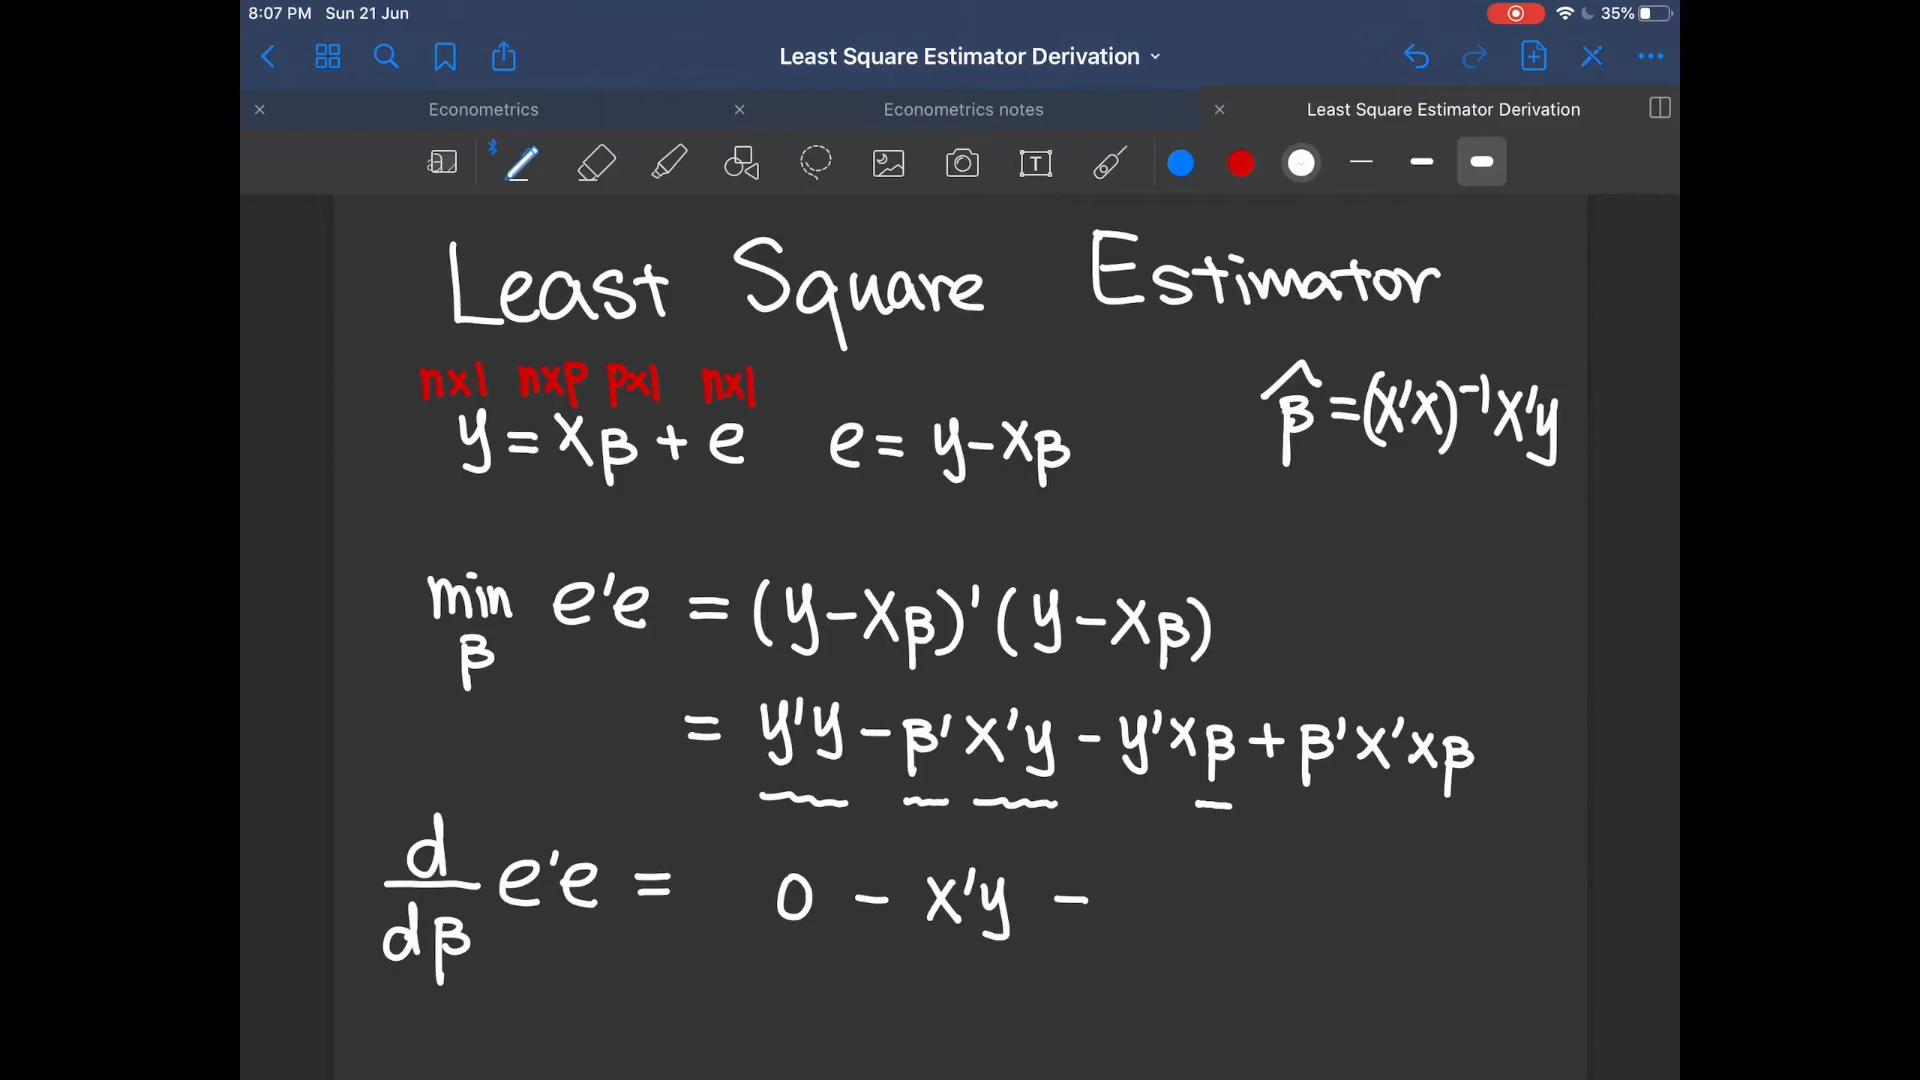 8:07 PM Sun 21 Jun 35%
Least Square Estimator Derivation
Econometrics Econometrics notes Least Square Estimator Derivation
T
Least Square Estimator
nx1 nxp px1 nx1
y = xβ + e e = y - xβ β̂ = (x'x)⁻¹ x'y
min e'e = (y - xβ)' (y - xβ)
β
= y'y - β'x'y - y'xβ + β'x'xβ
d
dβ e'e = 0 - x'y -